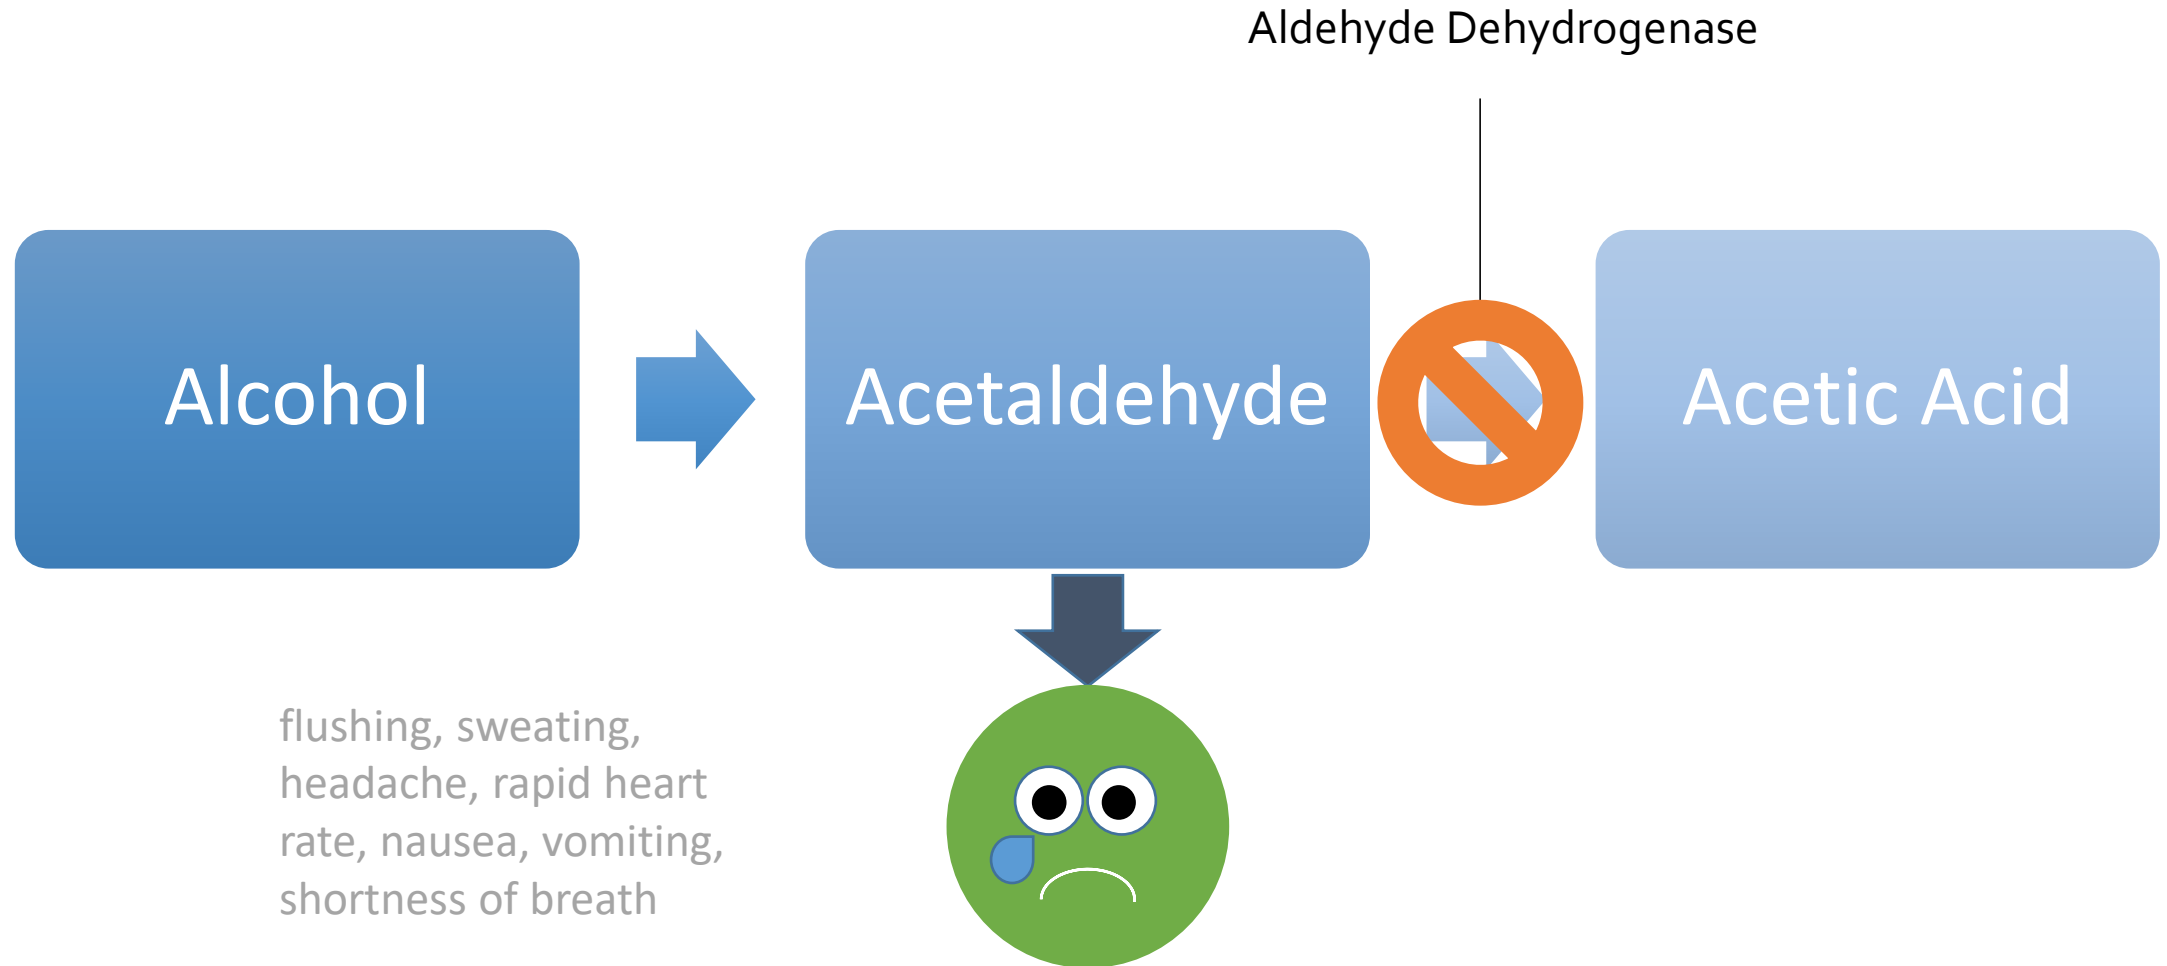 Aldehyde Dehydrogenase
Alcohol
Acetaldehyde
Acetic Acid
flushing, sweating,
headache, rapid heart
rate, nausea, vomiting,
shortness of breath